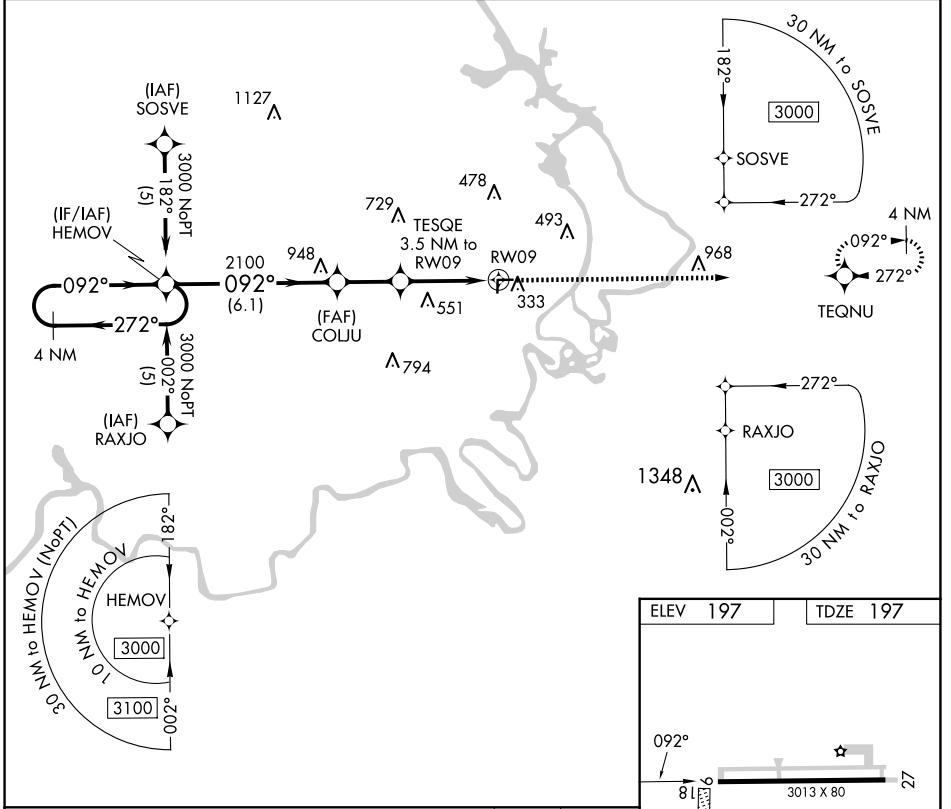 (IAF)
SOSVE
1127
3000 NoPT
182°
(5)
(IF/IAF)
HEMOV
092°
272°
4 NM
2100
092°
(6.1)
948
(FAF)
COLJU
729
TESQE
3.5 NM to
RW09
478
493
RW09
333
551
794
968
3000 NoPT
002°
(5)
(IAF)
RAXJO
30 NM to SOSVE
182°
3000
SOSVE
272°
4 NM
092°
272°
TEQNU
272°
RAXJO
3000
002°
30 NM to RAXJO
1348
30 NM to HEMOV (NoPT)
10 NM to HEMOV
182°
HEMOV
3000
3100
002°
ELEV 197
TDZE 197
092°
9
18
3013 X 80
27